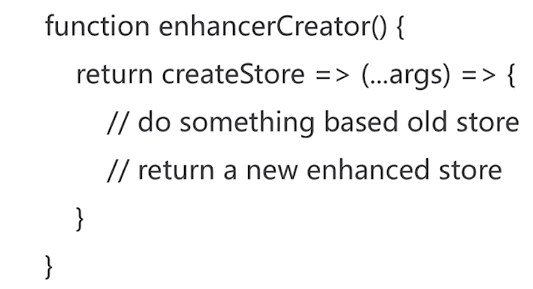 function enhancerCreator() {
return createStore => (...args) => {
// do something based old store
// return a new enhanced store
}
}